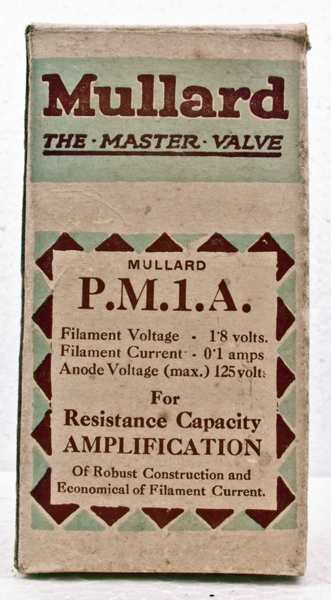 Mullard
THE · MASTER · VALVE
MULLARD
P.M.1.A.
Filament Voltage - 1·8 volts.
Filament Current - 0·1 amps
Anode Voltage (max.) 125 volts
For
Resistance Capacity
AMPLIFICATION
Of Robust Construction and
Economical of Filament Current.